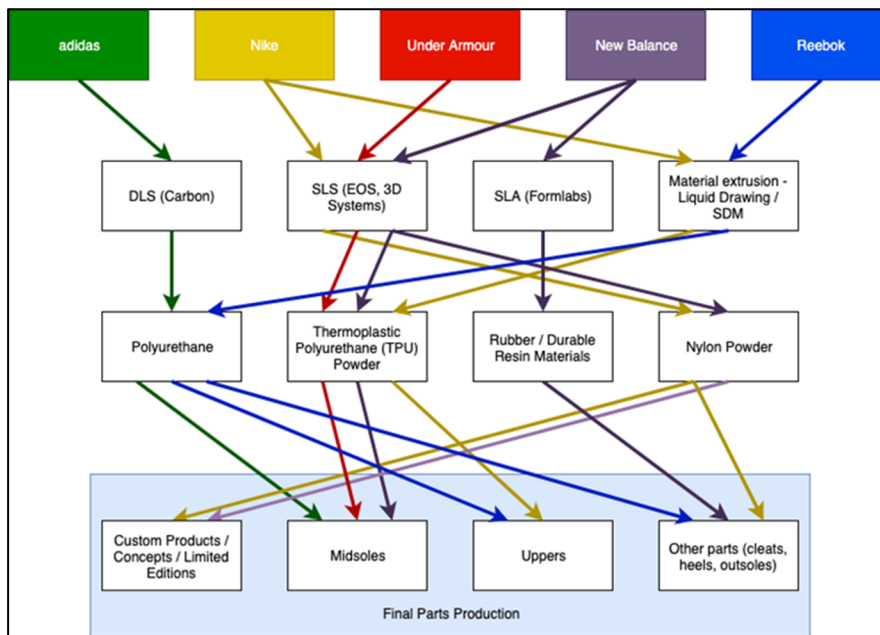 adidas
Nike
Under Armour
New Balance
Reebok
DLS (Carbon)
SLS (EOS, 3D
Systems)
SLA (Formlabs)
Material extrusion -
Liquid Drawing /
SDM
Polyurethane
Thermoplastic
Polyurethane (TPU)
Powder
Rubber / Durable
Resin Materials
Nylon Powder
Custom Products /
Concepts / Limited
Editions
Midsoles
Uppers
Other parts (cleats,
heels, outsoles)
Final Parts Production